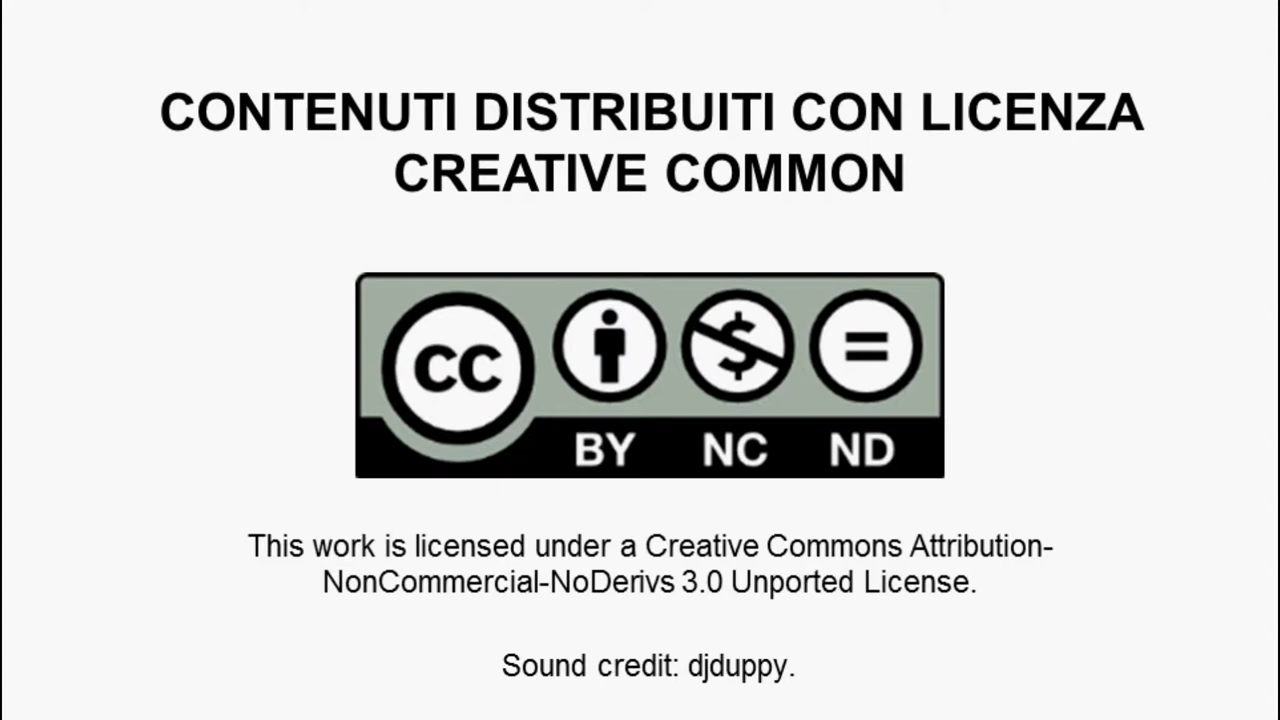 CONTENUTI DISTRIBUITI CON LICENZA
CREATIVE COMMON
CC
BY NC ND
This work is licensed under a Creative Commons Attribution-
NonCommercial-NoDerivs 3.0 Unported License.
Sound credit: djduppy.